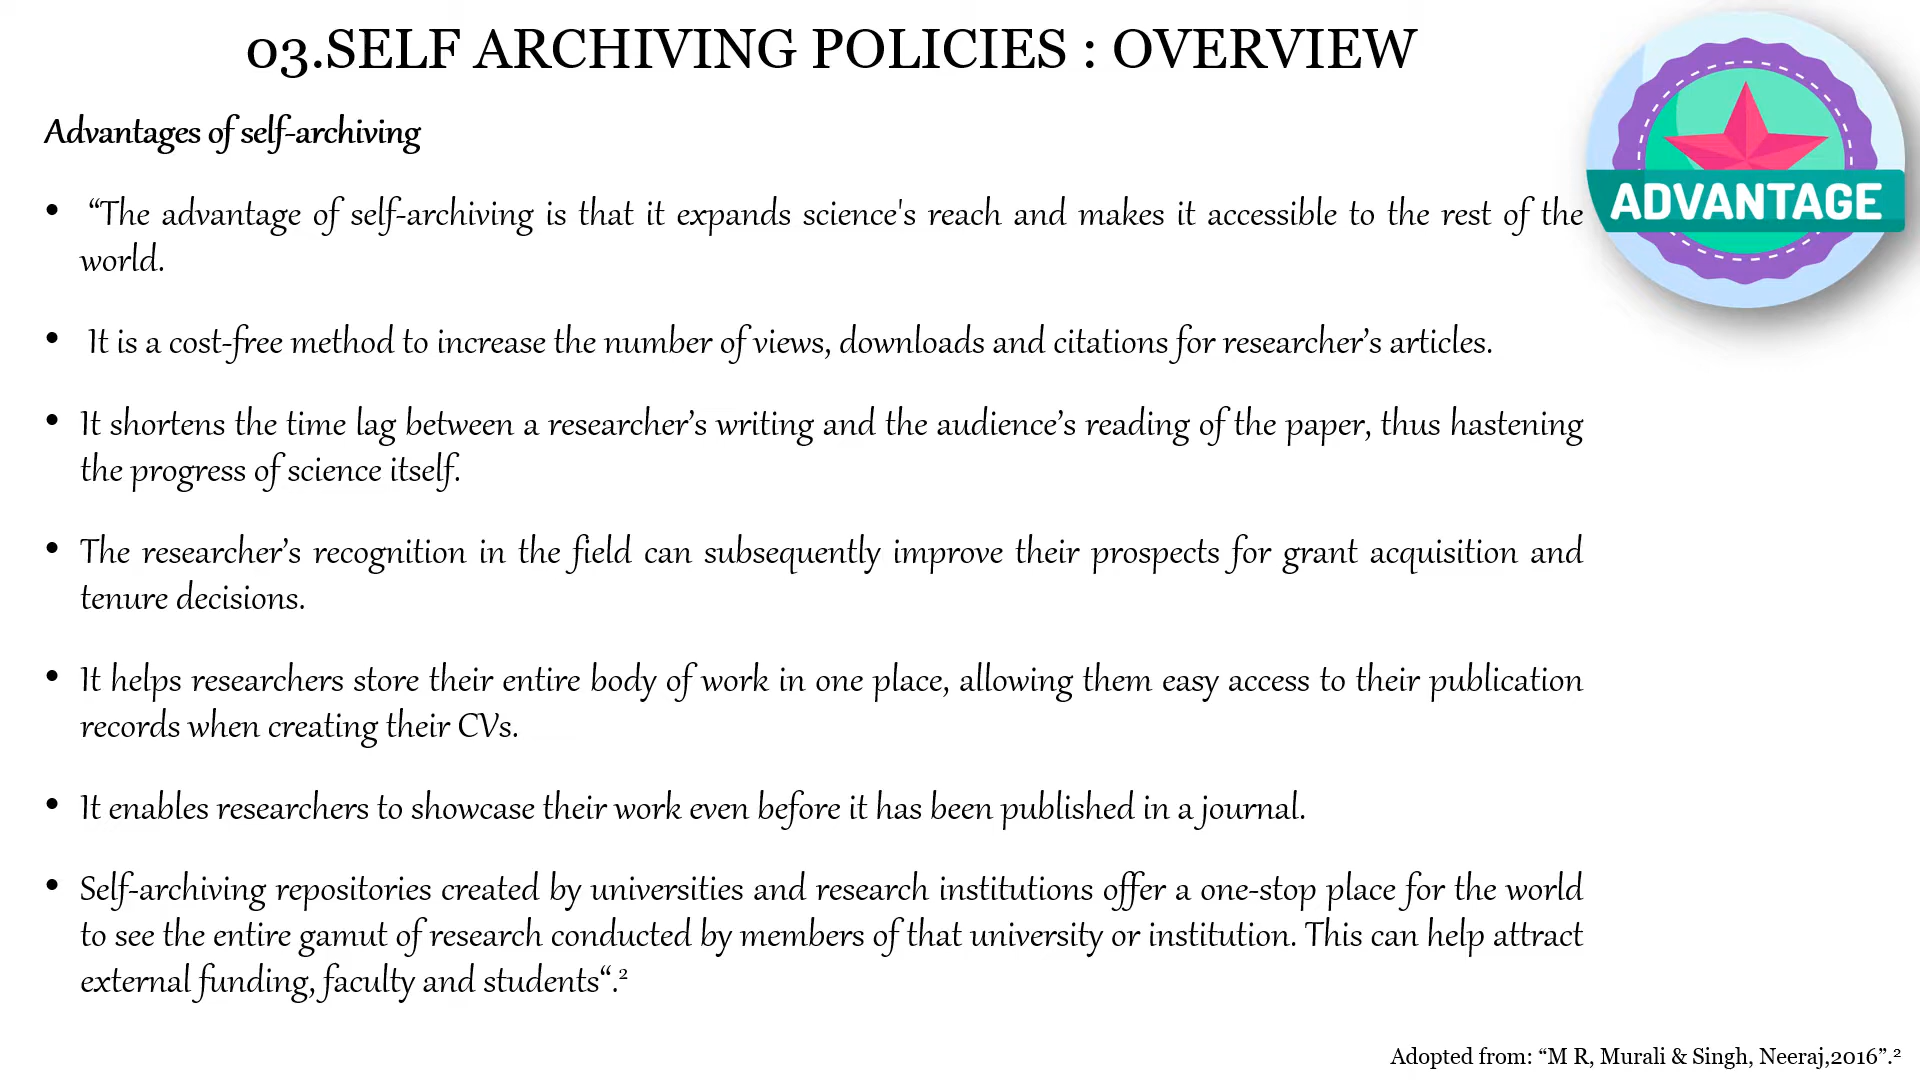 03.SELF ARCHIVING POLICIES : OVERVIEW
ADVANTAGE
Advantages of self-archiving
• “The advantage of self-archiving is that it expands science's reach and makes it accessible to the rest of the
world.
• It is a cost-free method to increase the number of views, downloads and citations for researcher’s articles.
• It shortens the time lag between a researcher’s writing and the audience’s reading of the paper, thus hastening
the progress of science itself.
• The researcher’s recognition in the field can subsequently improve their prospects for grant acquisition and
tenure decisions.
• It helps researchers store their entire body of work in one place, allowing them easy access to their publication
records when creating their CVs.
• It enables researchers to showcase their work even before it has been published in a journal.
• Self-archiving repositories created by universities and research institutions offer a one-stop place for the world
to see the entire gamut of research conducted by members of that university or institution. This can help attract
external funding, faculty and students“.²
Adopted from: “M R, Murali & Singh, Neeraj,2016”.²